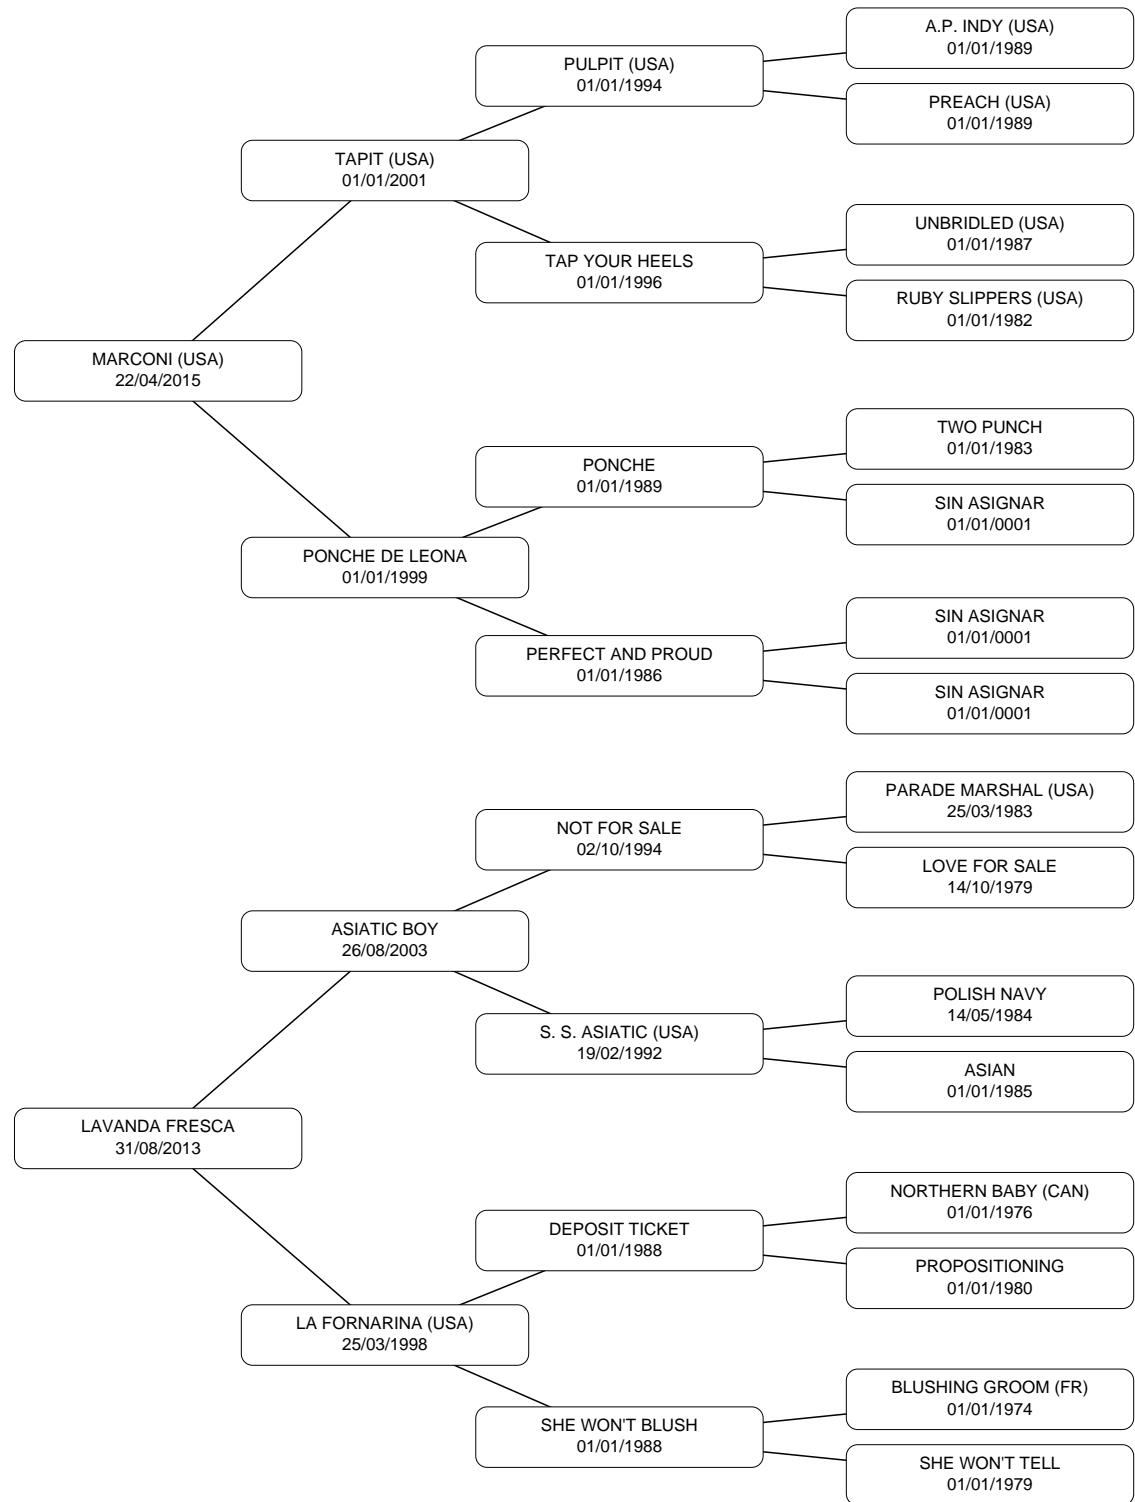 A.P. INDY (USA)
01/01/1989
PULPIT (USA)
01/01/1994
PREACH (USA)
01/01/1989
TAPIT (USA)
01/01/2001
UNBRIDLED (USA)
01/01/1987
TAP YOUR HEELS
01/01/1996
RUBY SLIPPERS (USA)
01/01/1982
MARCONI (USA)
22/04/2015
TWO PUNCH
01/01/1983
PONCHE
01/01/1989
SIN ASIGNAR
01/01/0001
PONCHE DE LEONA
01/01/1999
SIN ASIGNAR
01/01/0001
PERFECT AND PROUD
01/01/1986
SIN ASIGNAR
01/01/0001
PARADE MARSHAL (USA)
25/03/1983
NOT FOR SALE
02/10/1994
LOVE FOR SALE
14/10/1979
ASIATIC BOY
26/08/2003
POLISH NAVY
14/05/1984
S. S. ASIATIC (USA)
19/02/1992
ASIAN
01/01/1985
LAVANDA FRESCA
31/08/2013
NORTHERN BABY (CAN)
01/01/1976
DEPOSIT TICKET
01/01/1988
PROPOSITIONING
01/01/1980
LA FORNARINA (USA)
25/03/1998
BLUSHING GROOM (FR)
01/01/1974
SHE WON'T BLUSH
01/01/1988
SHE WON'T TELL
01/01/1979